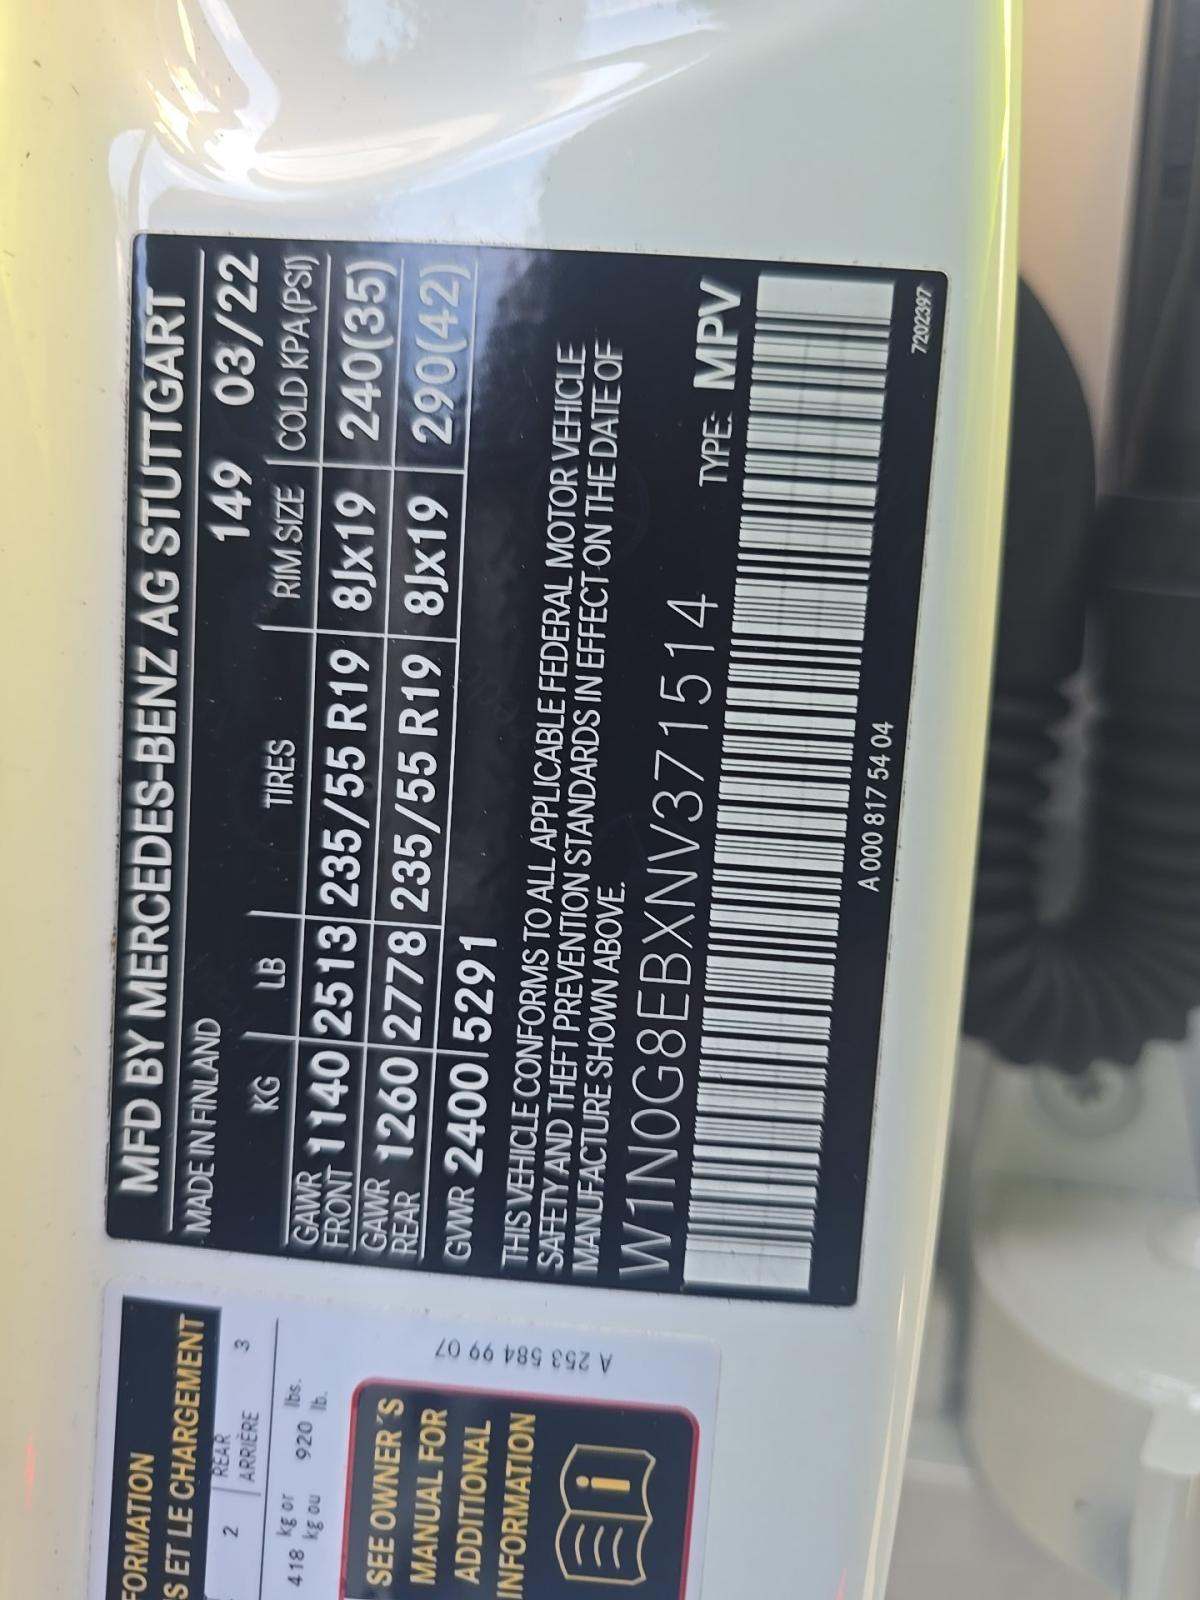 MFD BY MERCEDES-BENZ AG STUTTGART
MADE IN FINLAND 149 03/22
KG LB TIRES RIM SIZE COLD KPA(PSI)
GAWR FRONT 1140 2513 235/55 R19 8Jx19 240(35)
GAWR REAR 1260 2778 235/55 R19 8Jx19 290(42)
GVWR 2400 5291
THIS VEHICLE CONFORMS TO ALL APPLICABLE FEDERAL MOTOR VEHICLE
SAFETY AND THEFT PREVENTION STANDARDS IN EFFECT ON THE DATE OF
MANUFACTURE SHOWN ABOVE.
W1N0G8EBXNV371514 TYPE: MPV
A 000 817 54 04
7202397
FORMATION
S ET LE CHARGEMENT
2 REAR
ARRIÈRE 3
418 kg or 920 lbs.
kg ou lb.
SEE OWNER'S
MANUAL FOR
ADDITIONAL
INFORMATION
i
A 253 584 99 07